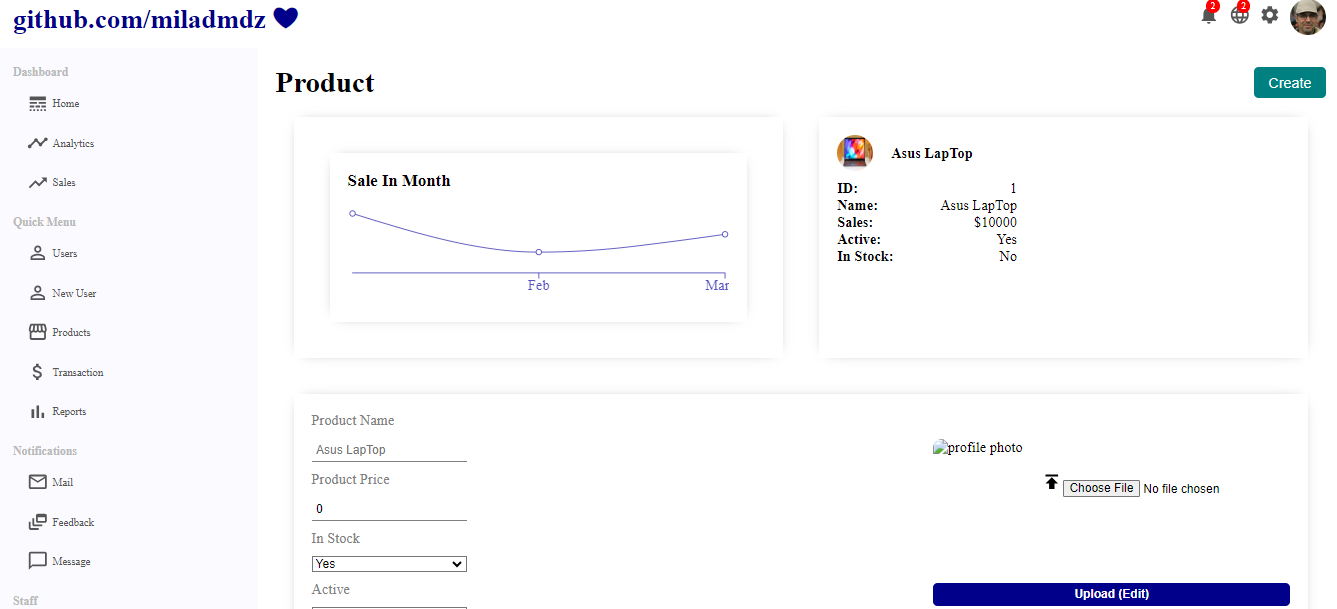 github.com/miladmdz
2
2
Dashboard
Home
Analytics
Sales
Quick Menu
Users
New User
Products
Transaction
Reports
Notifications
Mail
Feedback
Message
Staff
Product
Create
Sale In Month
Feb
Mar
Asus LapTop
ID: 1
Name: Asus LapTop
Sales: $10000
Active: Yes
In Stock: No
Product Name
Asus LapTop
Product Price
0
In Stock
Yes
Active
profile photo
Choose File No file chosen
Upload (Edit)